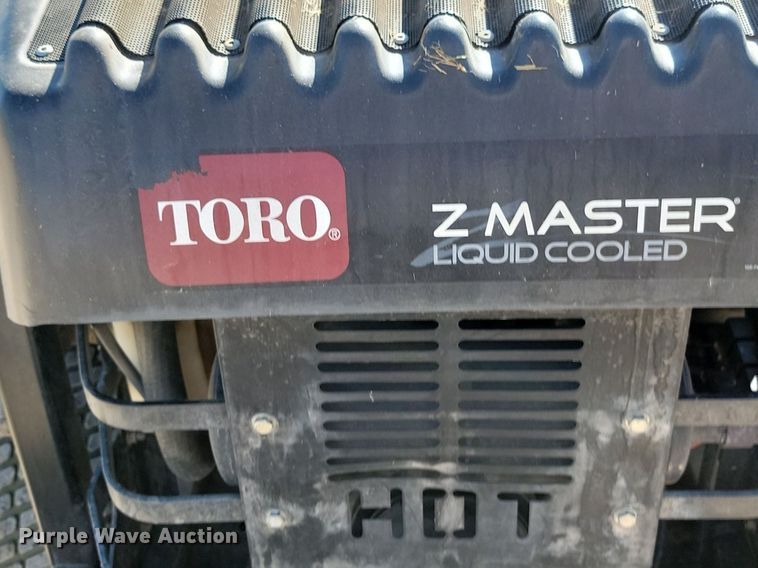 TORO®
Z MASTER®
LIQUID COOLED
HOT
Purple Wave Auction